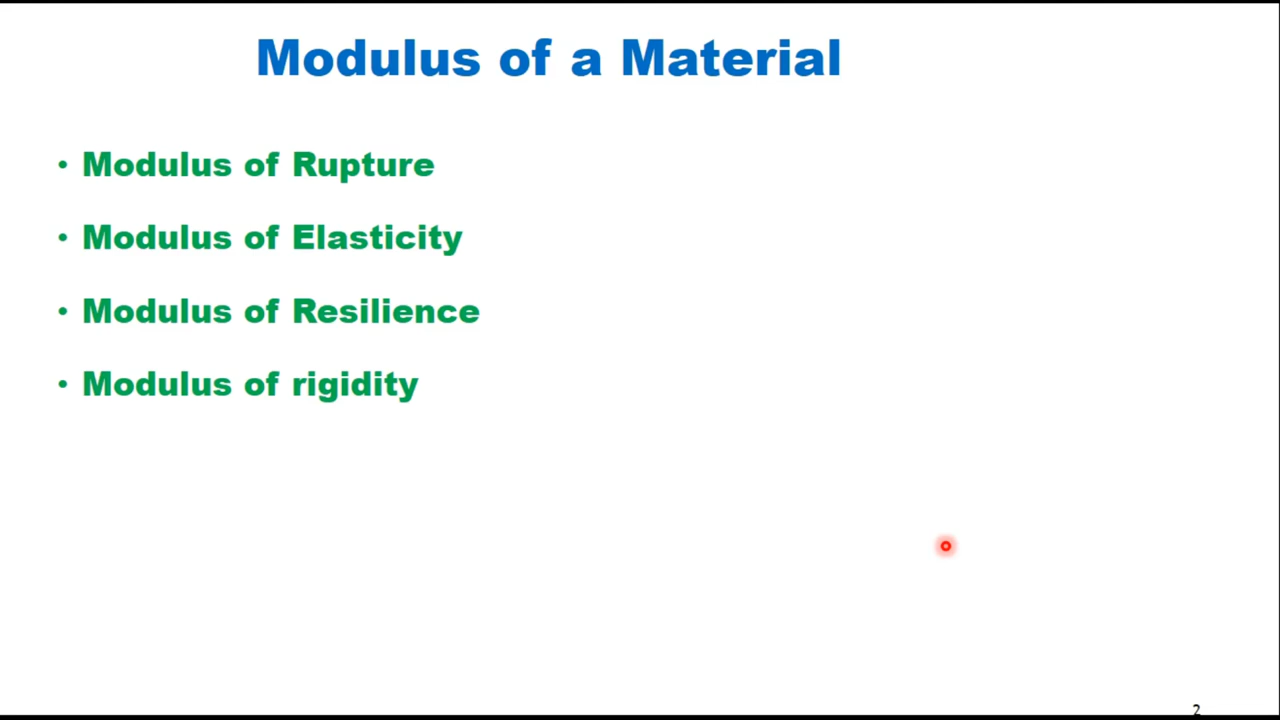 Modulus of a Material
• Modulus of Rupture
• Modulus of Elasticity
• Modulus of Resilience
• Modulus of rigidity
2